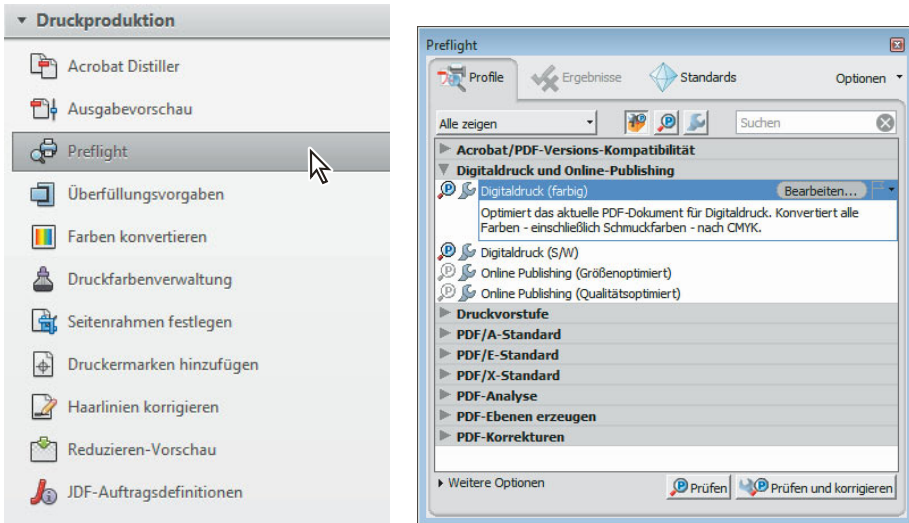 Druckproduktion
Acrobat Distiller
Ausgabevorschau
Preflight
Überfüllungsvorgaben
Farben konvertieren
Druckfarbenverwaltung
Seitenrahmen festlegen
Druckermarken hinzufügen
Haarlinien korrigieren
Reduzieren-Vorschau
JDF-Auftragsdefinitionen
Preflight
Profile Ergebnisse Standards Optionen
Alle zeigen Suchen
Acrobat/PDF-Versions-Kompatibilität
Digitaldruck und Online-Publishing
Digitaldruck (farbig) Bearbeiten...
Optimiert das aktuelle PDF-Dokument für Digitaldruck. Konvertiert alle
Farben - einschließlich Schmuckfarben - nach CMYK.
Digitaldruck (S/W)
Online Publishing (Größenoptimiert)
Online Publishing (Qualitätsoptimiert)
Druckvorstufe
PDF/A-Standard
PDF/E-Standard
PDF/X-Standard
PDF-Analyse
PDF-Ebenen erzeugen
PDF-Korrekturen
Weitere Optionen Prüfen Prüfen und korrigieren